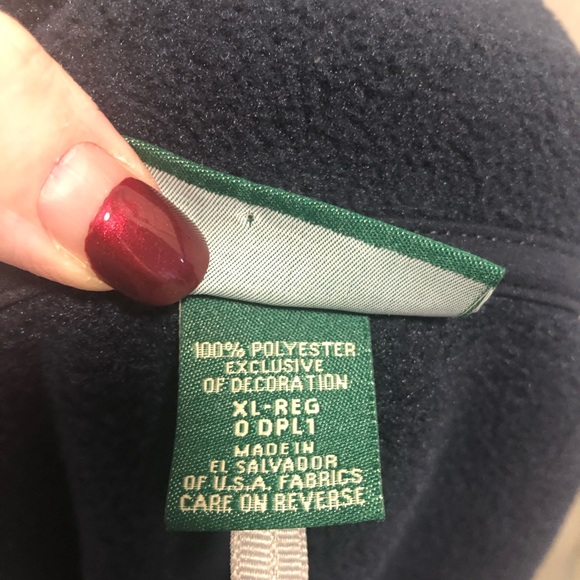 100% POLYESTER
EXCLUSIVE
OF DECORATION
XL-REG
0 DPL1
MADE IN
EL SALVADOR
OF U.S.A. FABRICS
CARE ON REVERSE